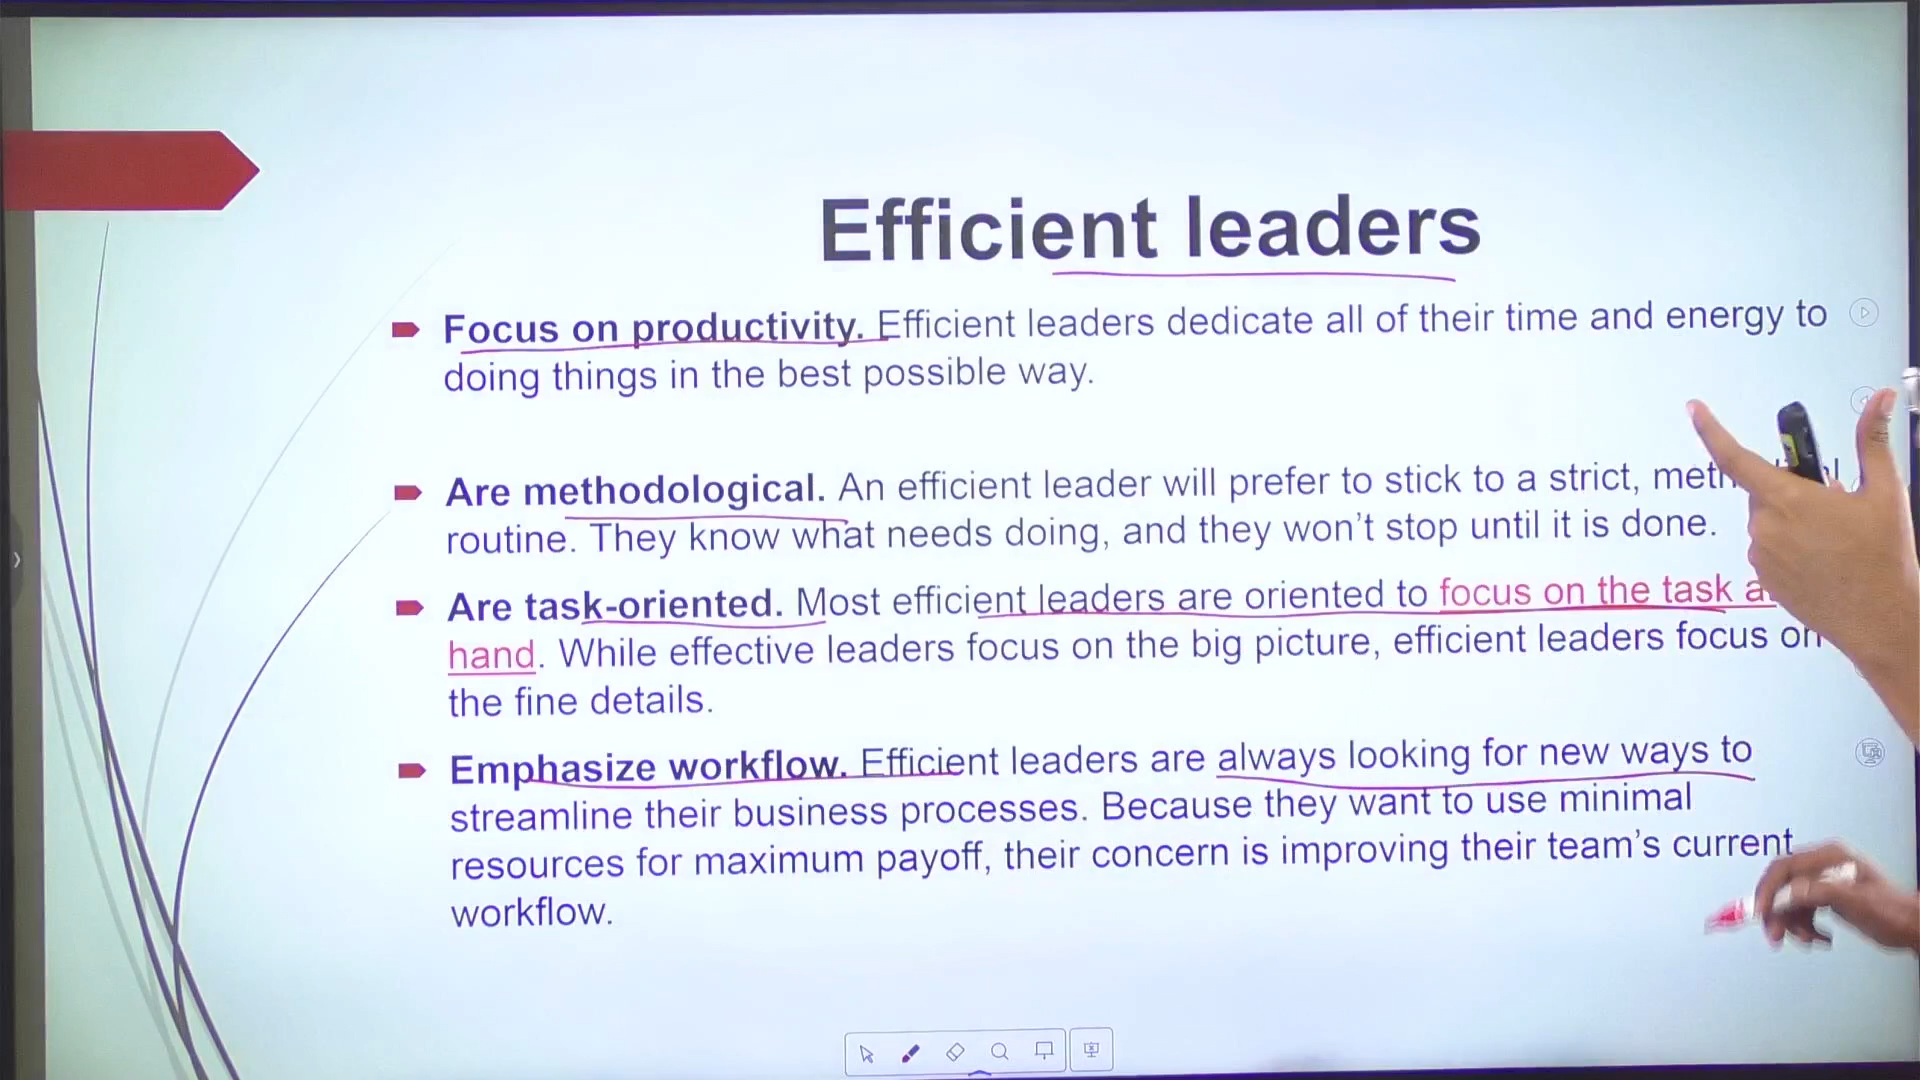 Efficient leaders
Focus on productivity. Efficient leaders dedicate all of their time and energy to
doing things in the best possible way.
Are methodological. An efficient leader will prefer to stick to a strict,
routine. They know what needs doing, and they won't stop until it is done.
Are task-oriented. Most efficient leaders are oriented to focus on the task
hand. While effective leaders focus on the big picture, efficient leaders focus on
the fine details.
Emphasize workflow. Efficient leaders are always looking for new ways to
streamline their business processes. Because they want to use minimal
resources for maximum payoff, their concern is improving their team's current
workflow.